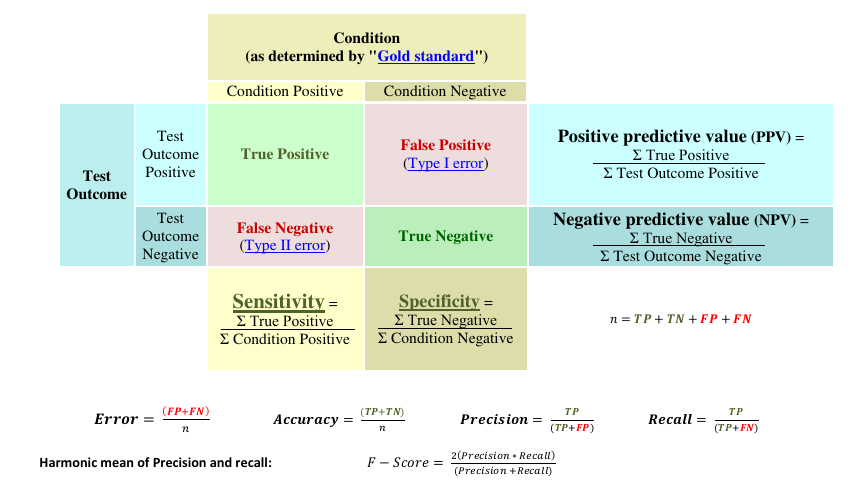 Condition
(as determined by "Gold standard")
Condition Positive
Condition Negative
Test
Outcome
Test
Outcome
Positive
True Positive
False Positive
(Type I error)
Positive predictive value (PPV) =
Σ True Positive
Σ Test Outcome Positive
Test
Outcome
Negative
False Negative
(Type II error)
True Negative
Negative predictive value (NPV) =
Σ True Negative
Σ Test Outcome Negative
Sensitivity =
Σ True Positive
Σ Condition Positive
Specificity =
Σ True Negative
Σ Condition Negative
n = TP + TN + FP + FN
Error = (FP+FN)
n
Accuracy = (TP+TN)
n
Precision = TP
(TP+FP)
Recall = TP
(TP+FN)
Harmonic mean of Precision and recall:
F − Score = 2(Precision * Recall)
(Precision + Recall)